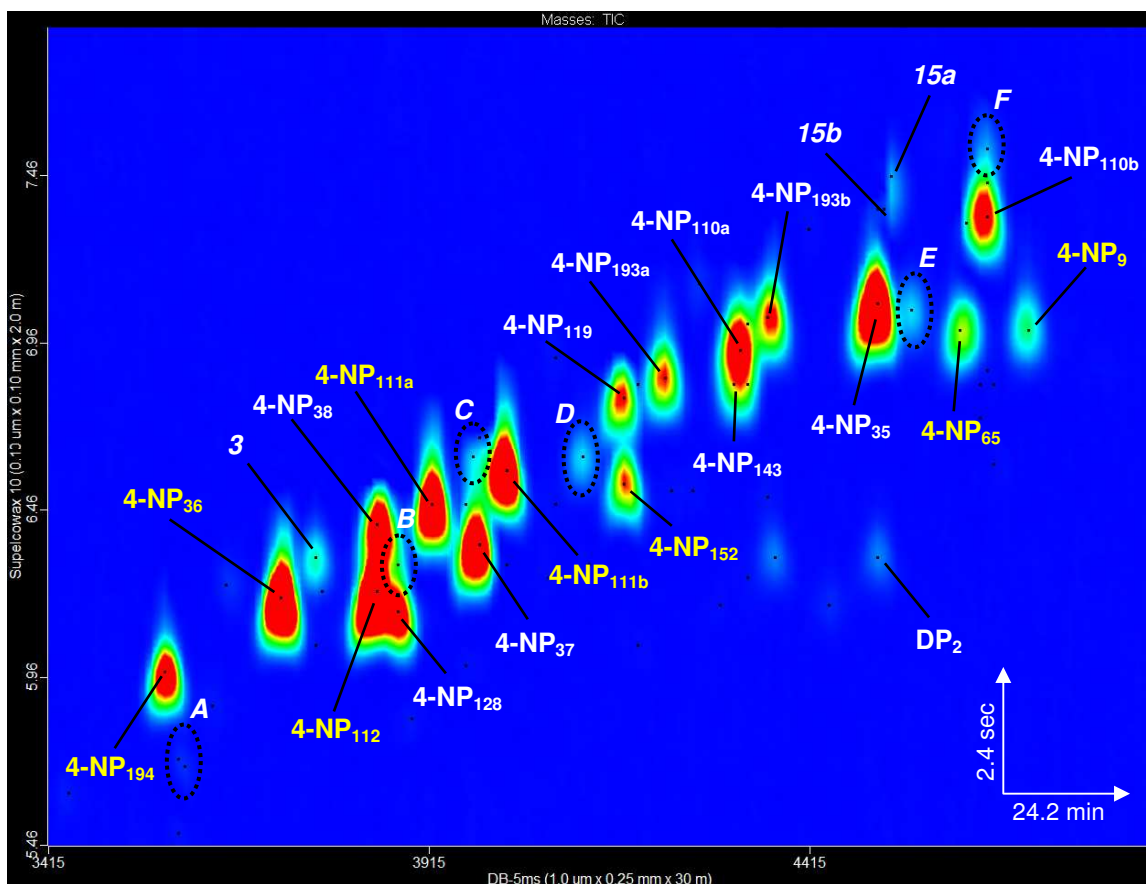 Masses: TIC
15a
F
15b
4-NP110b
7.46
4-NP193b
4-NP110a
4-NP9
4-NP193a
E
4-NP119
6.96
4-NP111a
4-NP38
C
D
4-NP35
4-NP65
3
4-NP143
4-NP36
6.46
B
4-NP152
4-NP111b
4-NP37
DP2
5.96
4-NP128
A
4-NP112
4-NP194
2.4 sec
24.2 min
5.46
3415
3915
4415
DB-5ms (1.0 um x 0.25 mm x 30 m)
Supelcowax 10 (0.10 um x 0.10 mm x 2.0 m)